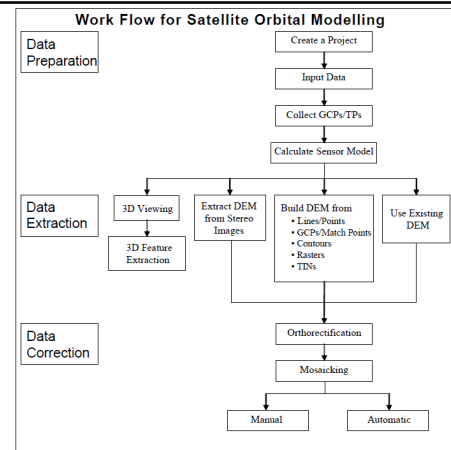 Work Flow for Satellite Orbital Modelling
Data
Preparation
Create a Project
Input Data
Collect GCPs/TPs
Calculate Sensor Model
Data
Extraction
3D Viewing
3D Feature
Extraction
Extract DEM
from Stereo
Images
Build DEM from
• Lines/Points
• GCPs/Match Points
• Contours
• Rasters
• TINs
Use Existing
DEM
Data
Correction
Orthorectification
Mosaicking
Manual
Automatic